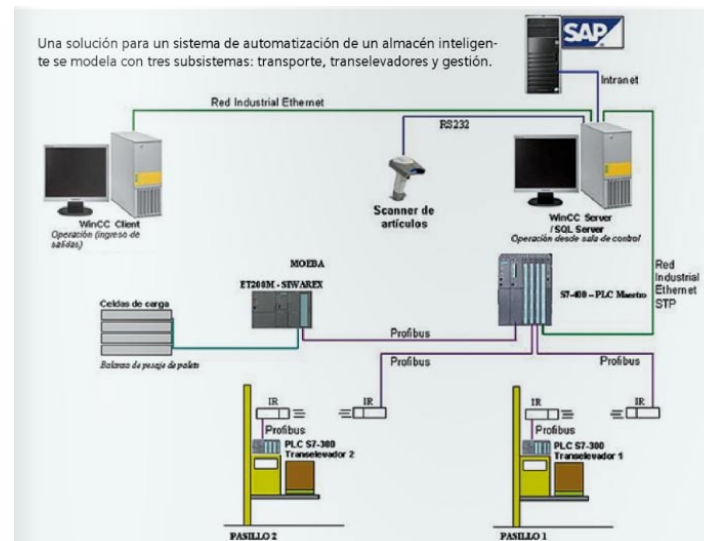 Una solución para un sistema de automatización de un almacén inteligen-
te se modela con tres subsistemas: transporte, transelevadores y gestión.
SAP
Intranet
Red Industrial Ethernet
RS232
Scanner de
artículos
WinCC Client
Operación (ingreso de
salidas)
WinCC Server
/SQL Server
Operación desde sala de control
MOEBA
ET200M - SIWAREX
S7-400 - PLC Maestro
Red
Industrial
Ethernet
STP
Celdas de carga
Balanza de pesaje de palets
Profibus
Profibus
Profibus
IR
IR
IR
IR
Profibus
PLC S7-300
Transelevador 2
Profibus
PLC S7-300
Transelevador 1
PASILLO 2
PASILLO 1